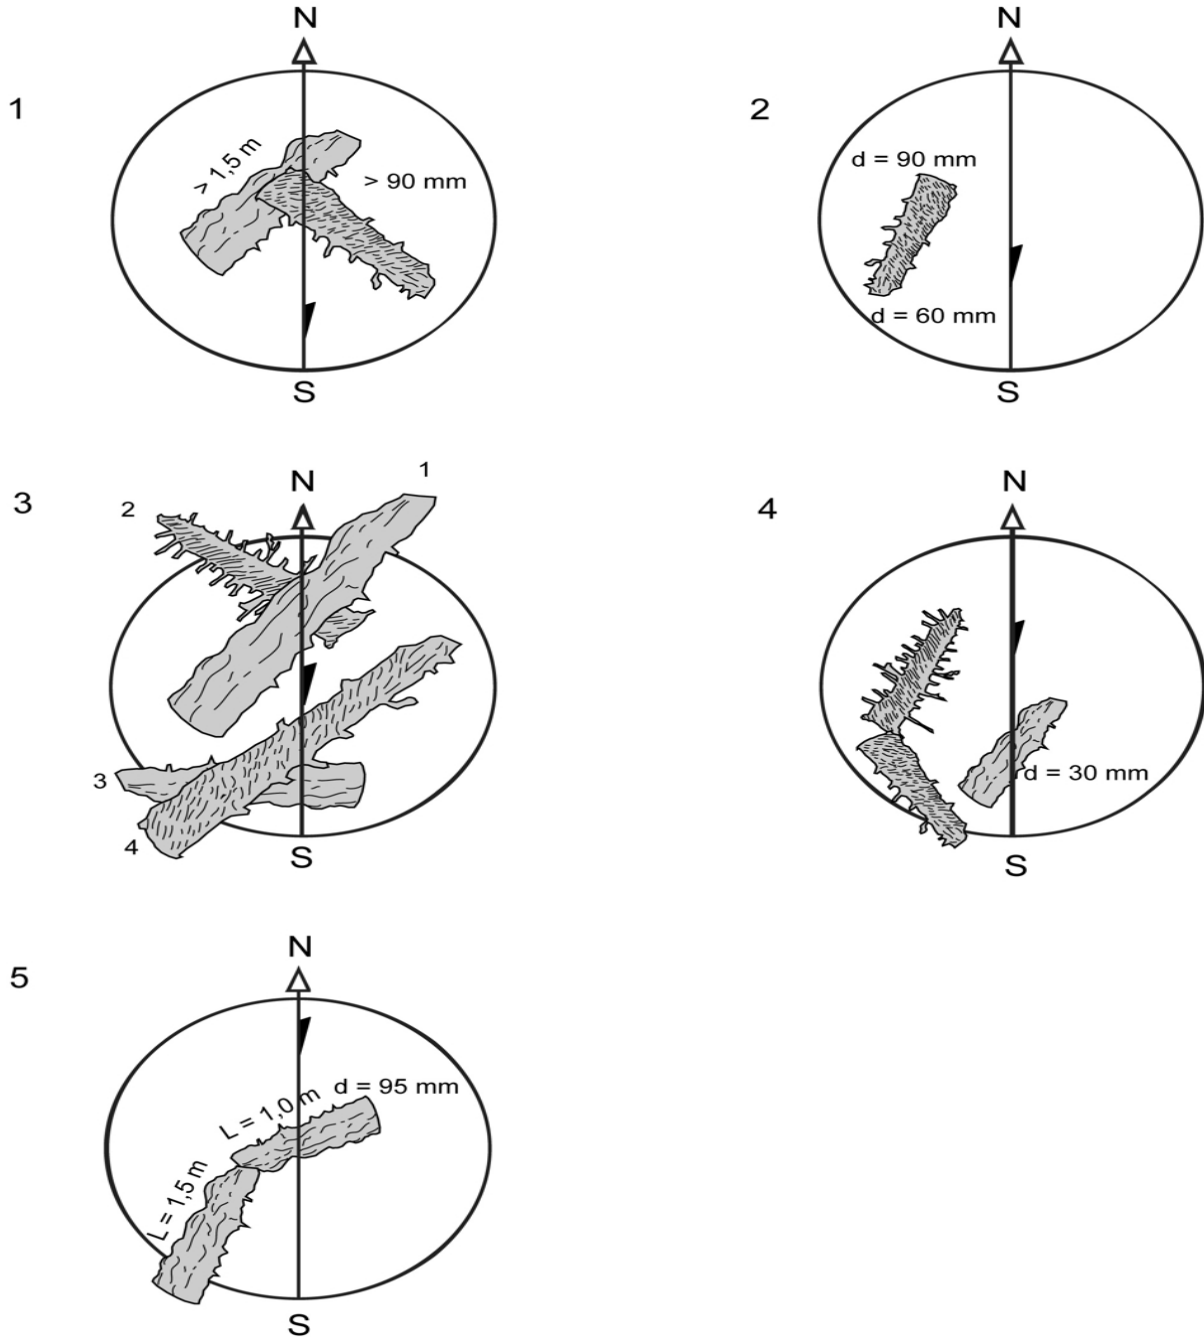 N
1
> 1,5 m
> 90 mm
S
N
2
d = 90 mm
d = 60 mm
S
3
N
1
2
3
4
S
N
4
d = 30 mm
S
N
5
L = 1,0 m
d = 95 mm
L = 1,5 m
S